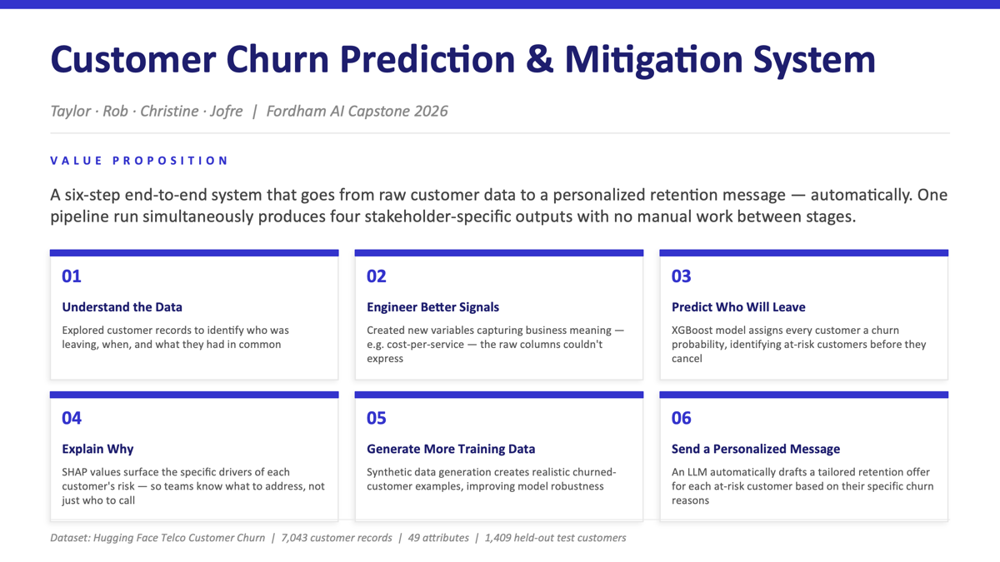 Customer Churn Prediction & Mitigation System
Taylor · Rob · Christine · Jofre | Fordham AI Capstone 2026
VALUE PROPOSITION
A six-step end-to-end system that goes from raw customer data to a personalized retention message — automatically. One
pipeline run simultaneously produces four stakeholder-specific outputs with no manual work between stages.
01
Understand the Data
Explored customer records to identify who was
leaving, when, and what they had in common
02
Engineer Better Signals
Created new variables capturing business meaning —
e.g. cost-per-service — the raw columns couldn't
express
03
Predict Who Will Leave
XGBoost model assigns every customer a churn
probability, identifying at-risk customers before they
cancel
04
Explain Why
SHAP values surface the specific drivers of each
customer's risk — so teams know what to address, not
just who to call
05
Generate More Training Data
Synthetic data generation creates realistic churned-
customer examples, improving model robustness
06
Send a Personalized Message
An LLM automatically drafts a tailored retention offer
for each at-risk customer based on their specific churn
reasons
Dataset: Hugging Face Telco Customer Churn | 7,043 customer records | 49 attributes | 1,409 held-out test customers